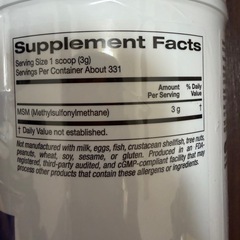 Supplement Facts
Serving Size 1 scoop (3g)
Servings Per Container About 331
Amount % Daily
Per Serving Value
MSM (Methylsulfonylmethane) 3 g †
† Daily Value not established.
Not manufactured with milk, eggs, fish, crustacean shellfish, tree nuts,
peanuts, wheat, soy, sesame, or gluten. Produced in an FDA-
registered, third-party audited, and cGMP-compliant facility that may
process other products that contain these allergens or ingredients.